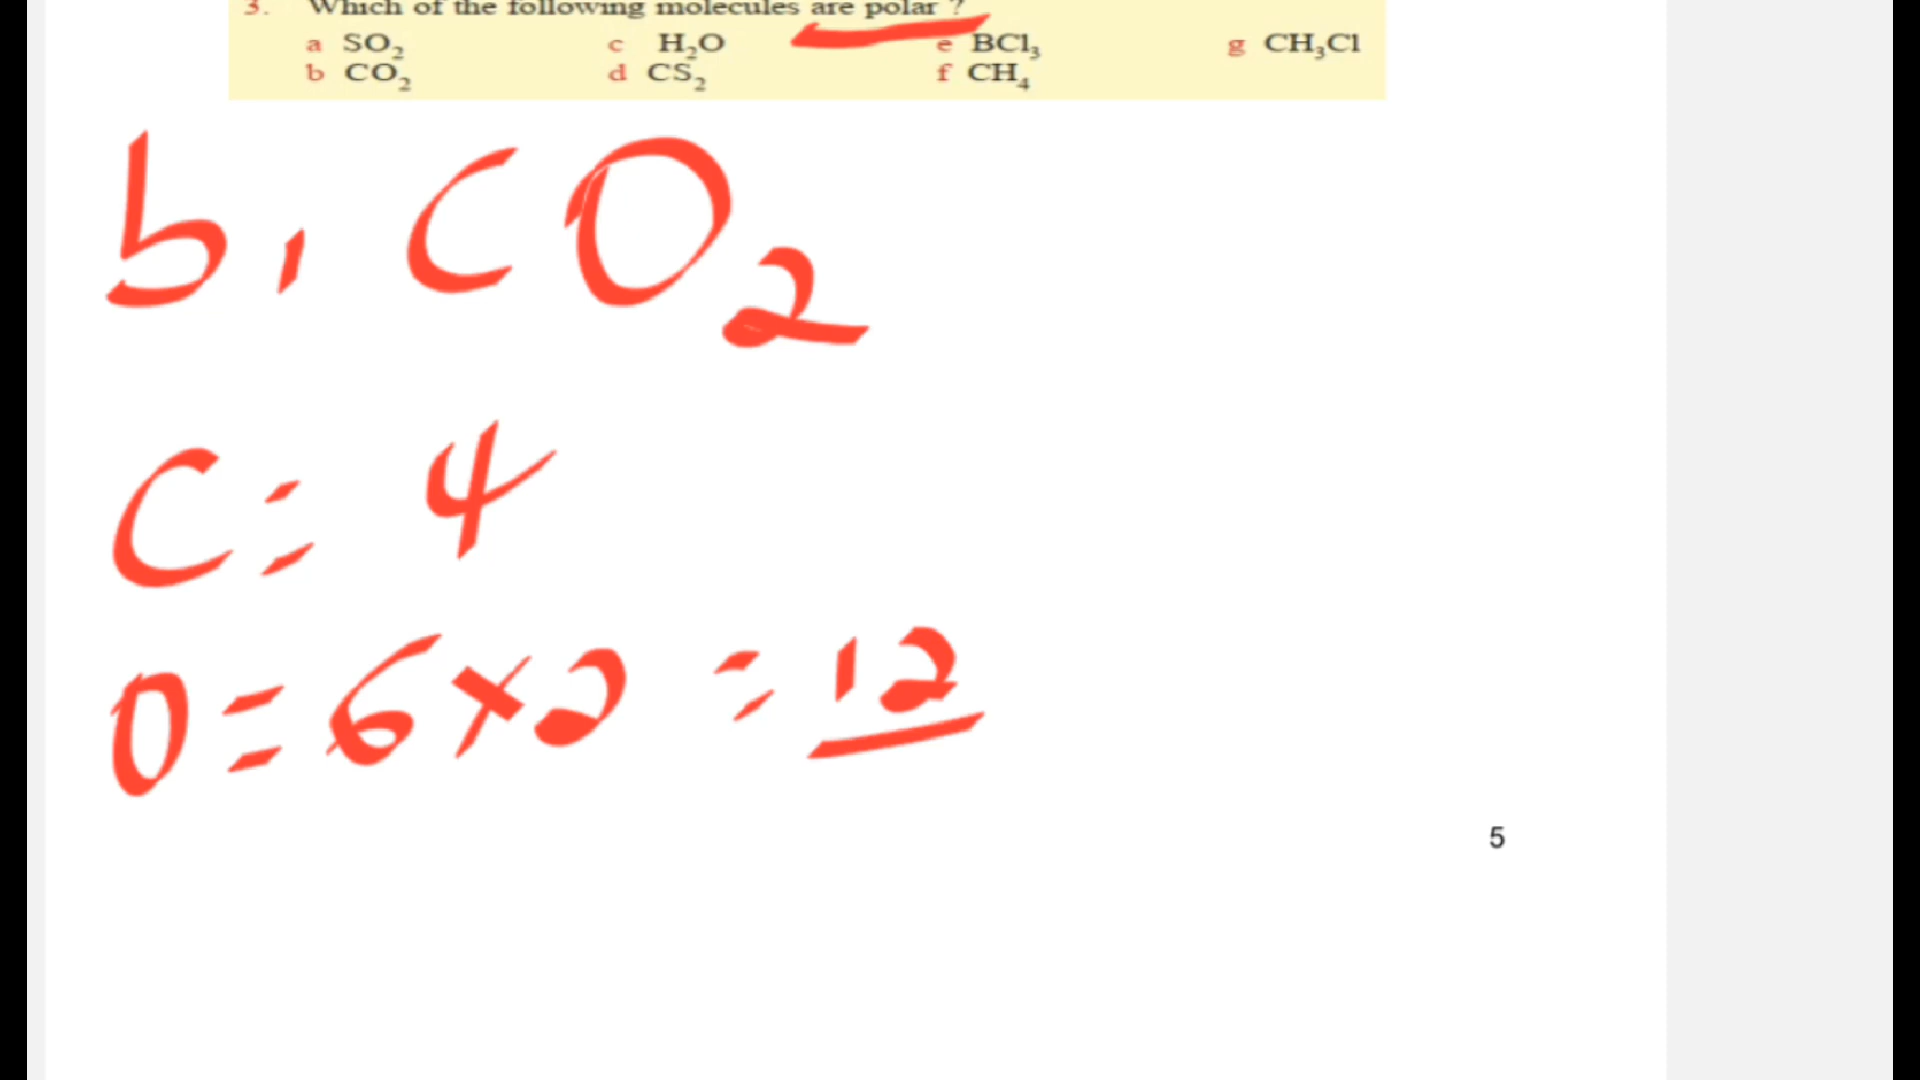 3. Which of the following molecules are polar ?
a SO₂ c H₂O e BCl₃ g CH₃Cl
b CO₂ d CS₂ f CH₄
b, CO₂
C = 4
O = 6 × 2 = 12
5